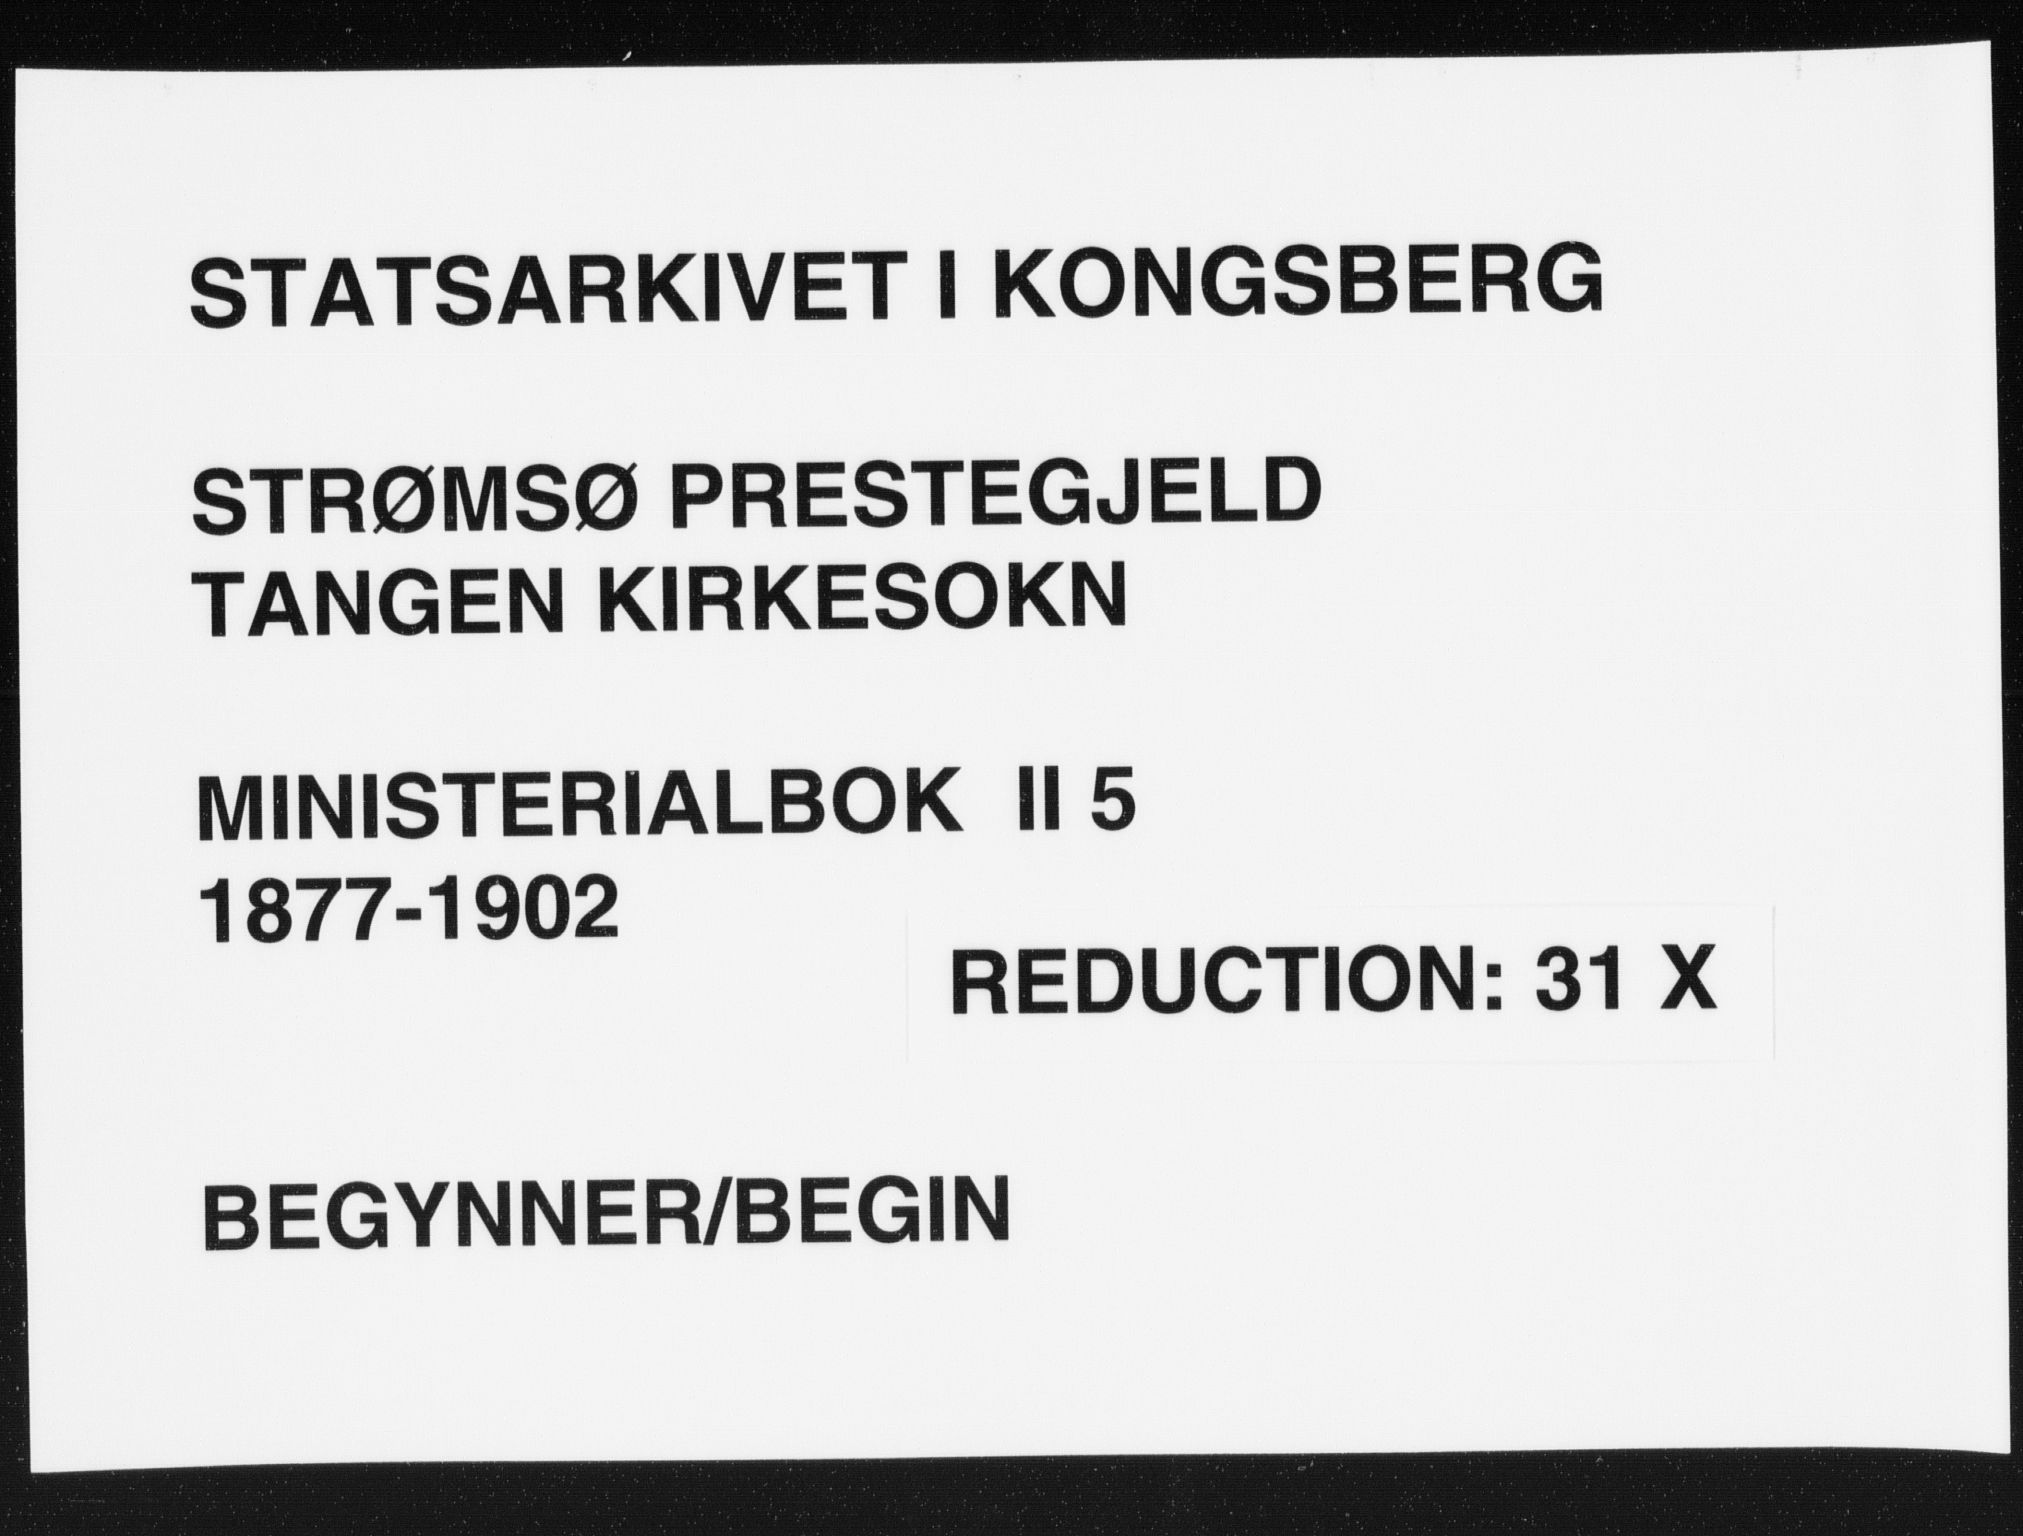 STATSARKIVET I KONGSBERG
STRØMSØ PRESTEGJELD
TANGEN KIRKESOKN
MINISTERIALBOK II 5
1877-1902
REDUCTION: 31 X
BEGYNNER/BEGIN